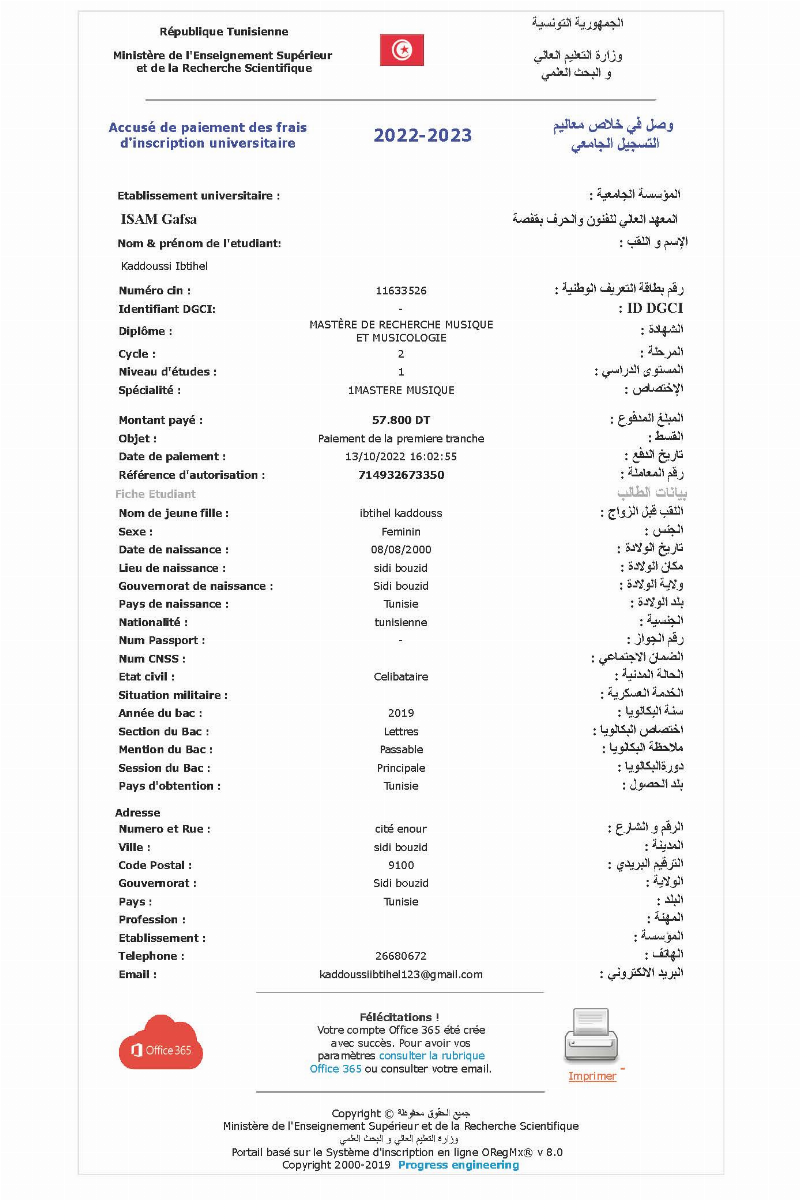 République Tunisienne
الجمهورية التونسية
Ministère de l'Enseignement Supérieur
et de la Recherche Scientifique
وزارة التعليم العالي
و البحث العلمي
Accusé de paiement des frais
d'inscription universitaire
2022-2023
وصل في خلاص معاليم
التسجيل الجامعي
Etablissement universitaire : المؤسسة الجامعية :
ISAM Gafsa المعهد العالي للفنون والحرف بقفصة
Nom & prénom de l'etudiant: الإسم و اللقب :
Kaddoussi Ibtihel
Numéro cin : 11633526 رقم بطاقة التعريف الوطنية :
Identifiant DGCI: - ID DGCI :
Diplôme : MASTÈRE DE RECHERCHE MUSIQUE
ET MUSICOLOGIE الشهادة :
Cycle : 2 المرحلة :
Niveau d'études : 1 المستوى الدراسي :
Spécialité : 1MASTERE MUSIQUE الإختصاص :
Montant payé : 57.800 DT المبلغ المدفوع :
Objet : Paiement de la premiere tranche القسط :
Date de paiement : 13/10/2022 16:02:55 تاريخ الدفع :
Référence d'autorisation : 714932673350 رقم المعاملة :
Fiche Etudiant بيانات الطالب
Nom de jeune fille : ibtihel kaddouss اللقب قبل الزواج :
Sexe : Feminin الجنس :
Date de naissance : 08/08/2000 تاريخ الولادة :
Lieu de naissance : sidi bouzid مكان الولادة :
Gouvernorat de naissance : Sidi bouzid ولاية الولادة :
Pays de naissance : Tunisie بلد الولادة :
Nationalité : tunisienne الجنسية :
Num Passport : - رقم الجواز :
Num CNSS : الضمان الاجتماعي :
Etat civil : Celibataire الحالة المدنية :
Situation militaire : الخدمة العسكرية :
Année du bac : 2019 سنة البكالويا :
Section du Bac : Lettres اختصاص البكالويا :
Mention du Bac : Passable ملاحظة البكالويا :
Session du Bac : Principale دورةالبكالويا :
Pays d'obtention : Tunisie بلد الحصول :
Adresse
Numero et Rue : cité enour الرقم و الشارع :
Ville : sidi bouzid المدينة :
Code Postal : 9100 الترقيم البريدي :
Gouvernorat : Sidi bouzid الولاية :
Pays : Tunisie البلد :
Profession : المهنة :
Etablissement : المؤسسة :
Telephone : 26680672 الهاتف :
Email : kaddoussiibtihel123@gmail.com البريد الالكتروني :
Office 365
Félécitations !
Votre compte Office 365 été crée
avec succès. Pour avoir vos
paramètres consulter la rubrique
Office 365 ou consulter votre email.
Imprimer
Copyright © جميع الحقوق محفوظة
Ministère de l'Enseignement Supérieur et de la Recherche Scientifique
وزارة التعليم العالي و البحث العلمي
Portail basé sur le Système d'inscription en ligne ORegMx® v 8.0
Copyright 2000-2019 Progress engineering